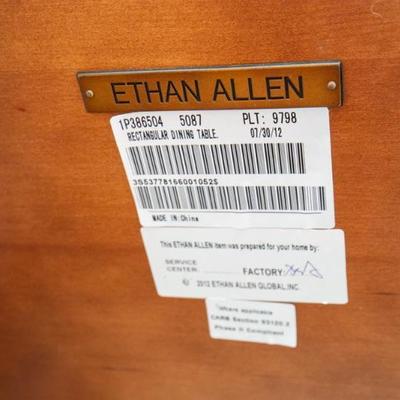 ETHAN ALLEN
1P386504 5087 PLT: 9798
RECTANGULAR DINING TABLE. 07/30/12
3S53778166001052S
MADE IN:China
This ETHAN ALLEN item was prepared for your home by:
SERVICE
CENTER FACTORY
© 2012 ETHAN ALLEN GLOBAL,INC.
Where applicable
CARB Section 93120.2
Phase II Compliant